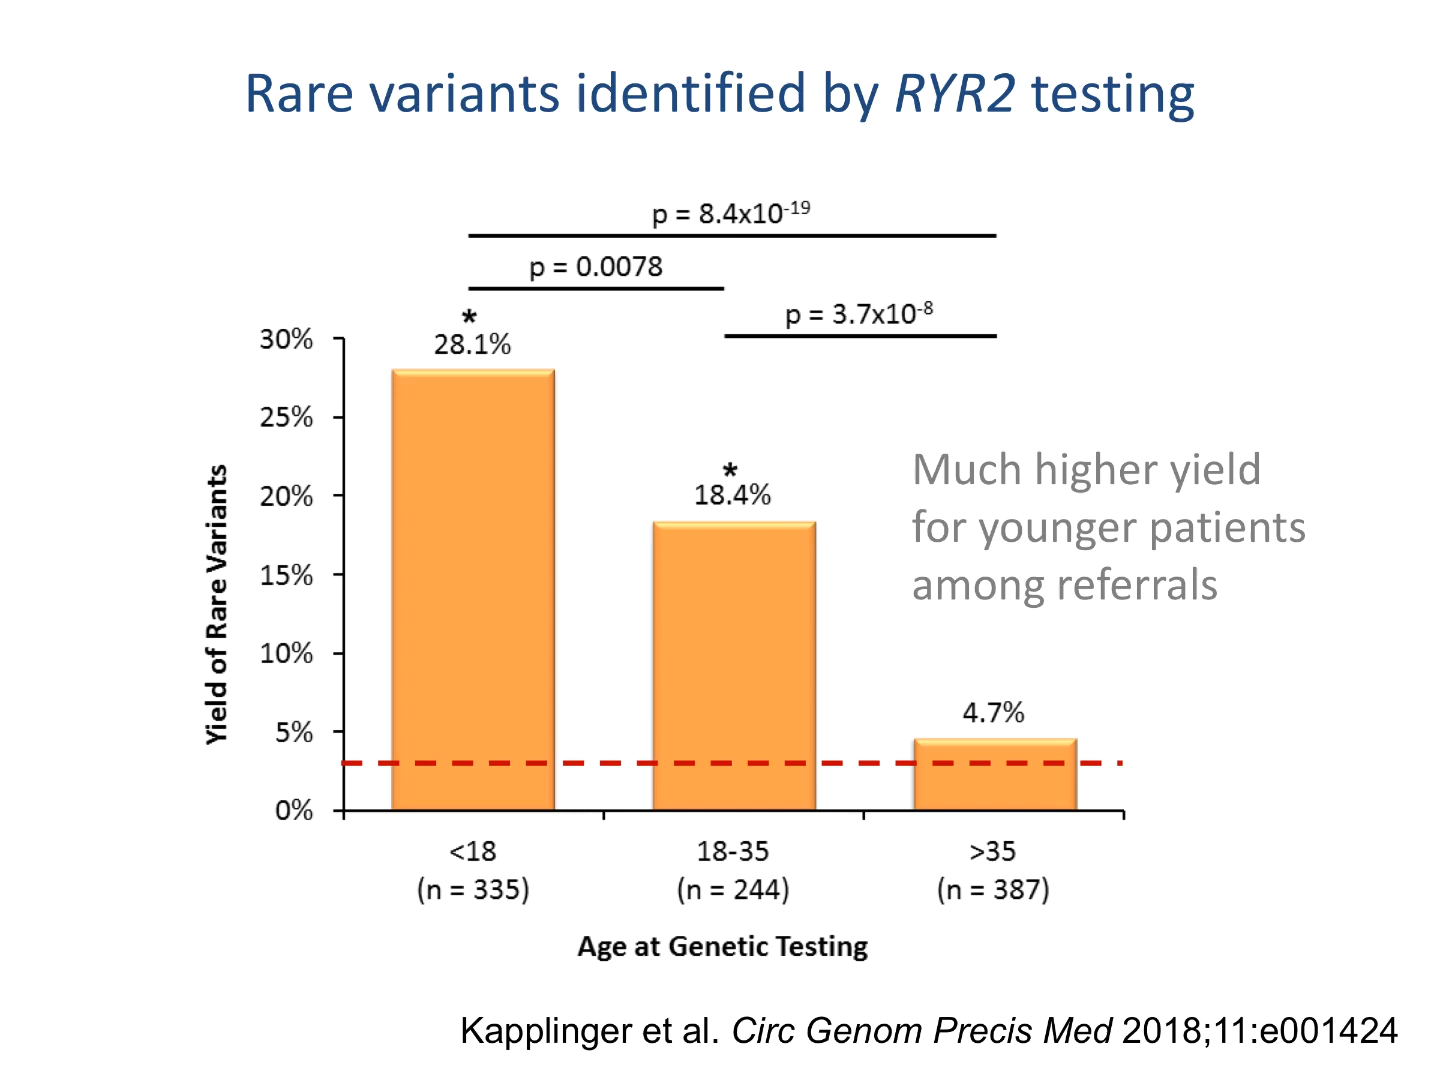 Rare variants identified by RYR2 testing
p = 8.4x10⁻¹⁹
p = 0.0078
p = 3.7x10⁻⁸
*
28.1%
*
18.4%
4.7%
30%
25%
20%
15%
10%
5%
0%
Yield of Rare Variants
Much higher yield
for younger patients
among referrals
<18
(n = 335)
18-35
(n = 244)
>35
(n = 387)
Age at Genetic Testing
Kapplinger et al. Circ Genom Precis Med 2018;11:e001424